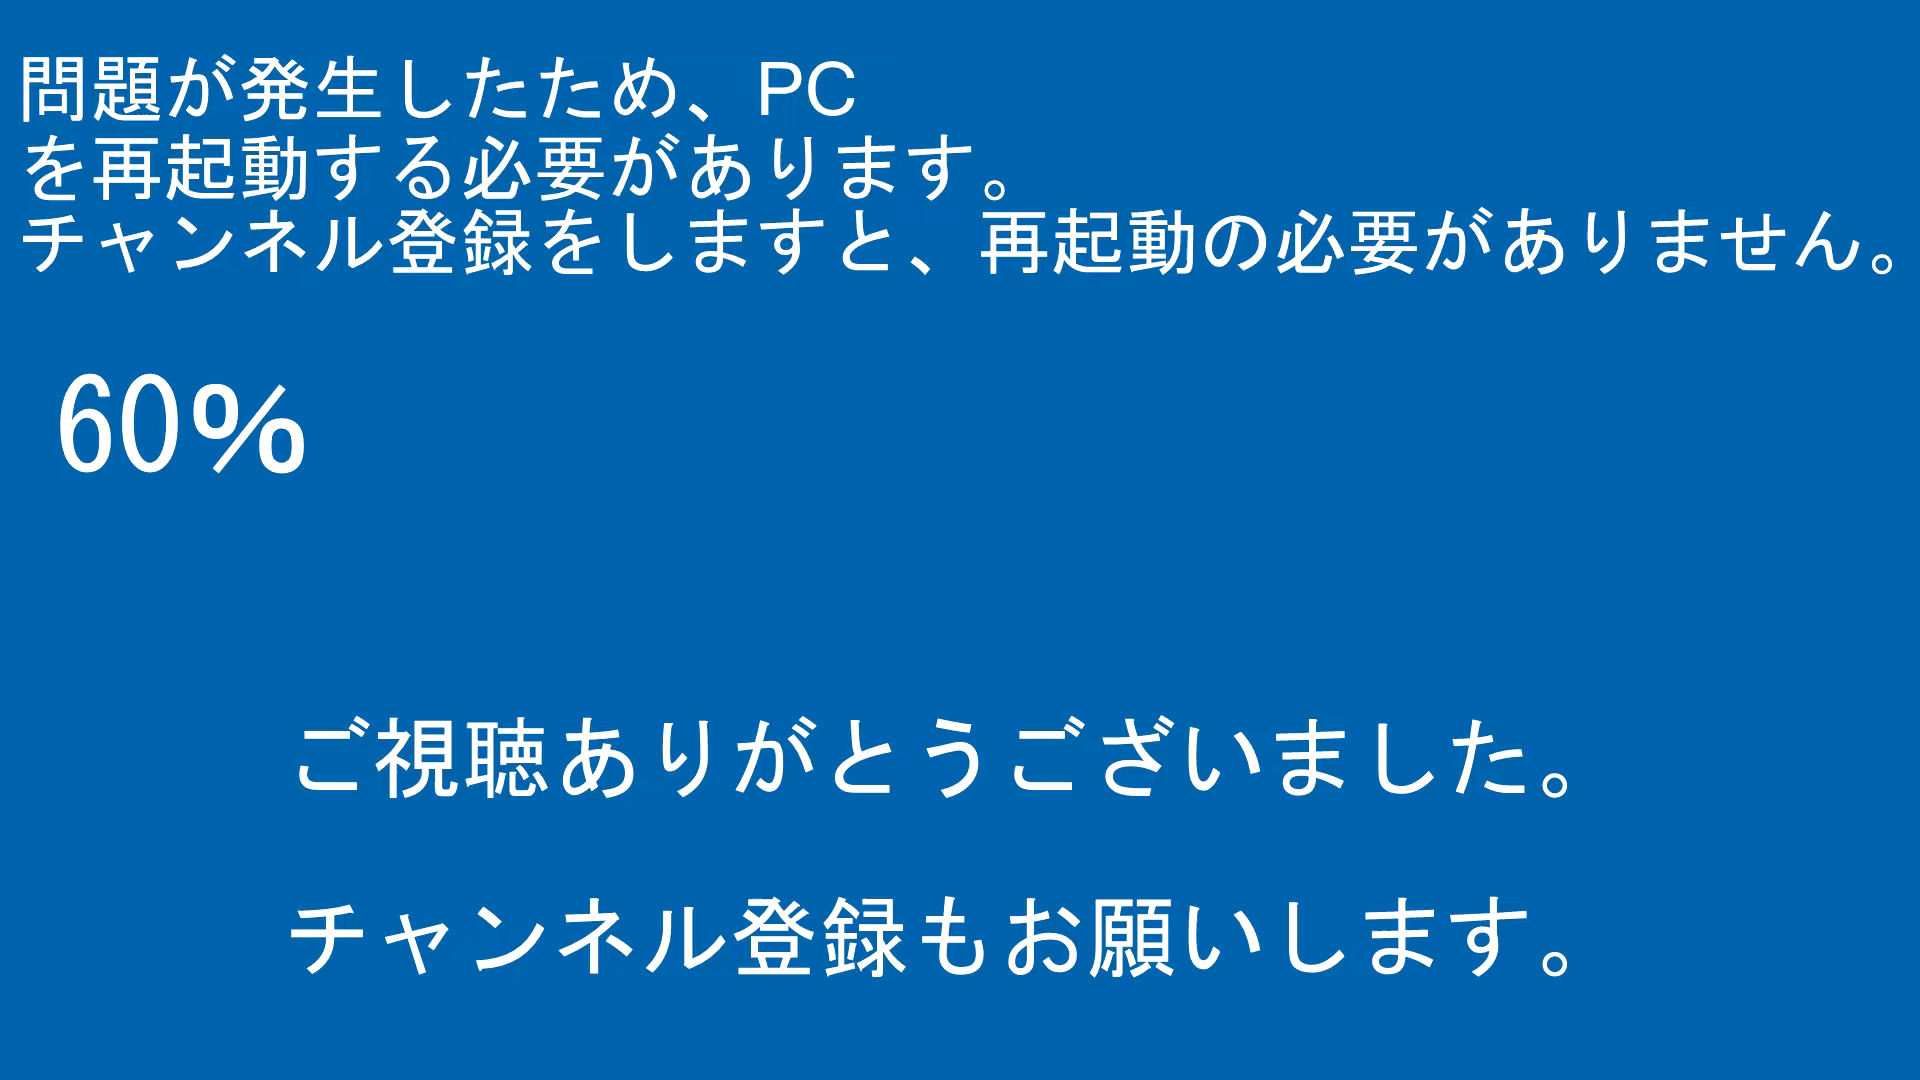 問題が発生したため、PC
を再起動する必要があります。
チャンネル登録をしますと、再起動の必要がありません。
60%
ご視聴ありがとうございました。
チャンネル登録もお願いします。